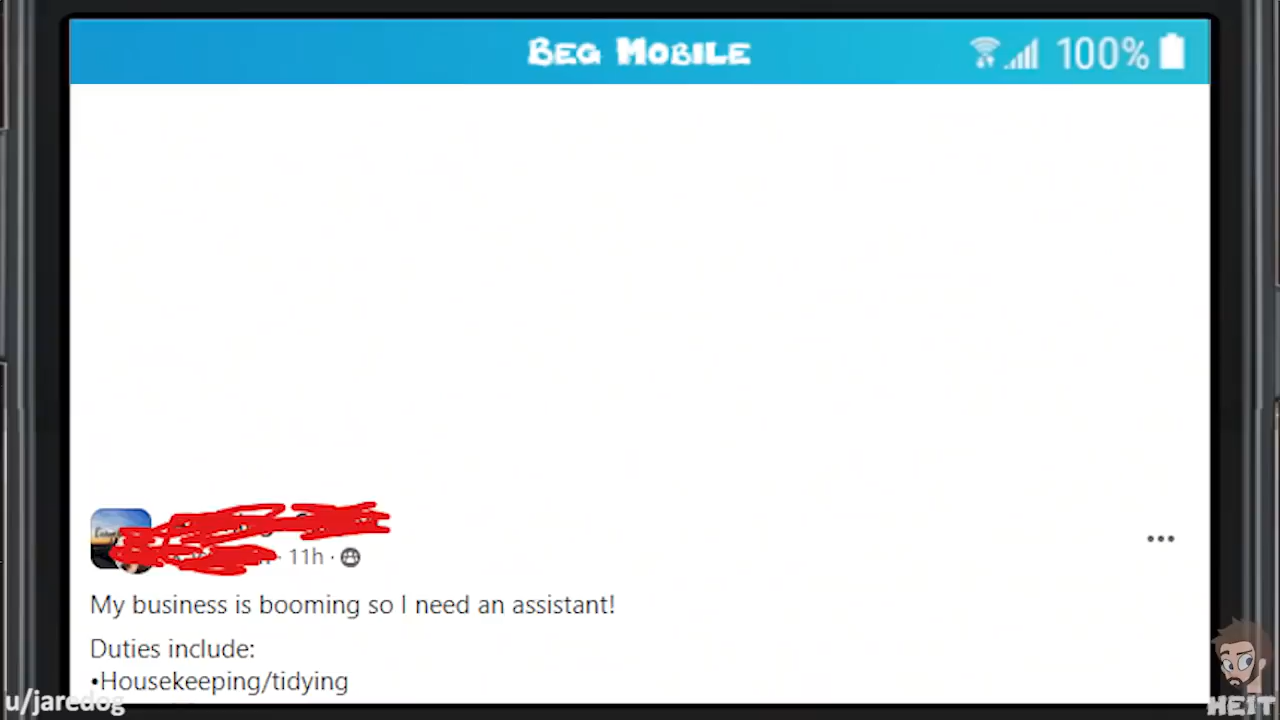 Beg Mobile
100%
· 11h ·
My business is booming so I need an assistant!
Duties include:
•Housekeeping/tidying
u/jaredog
HEIT